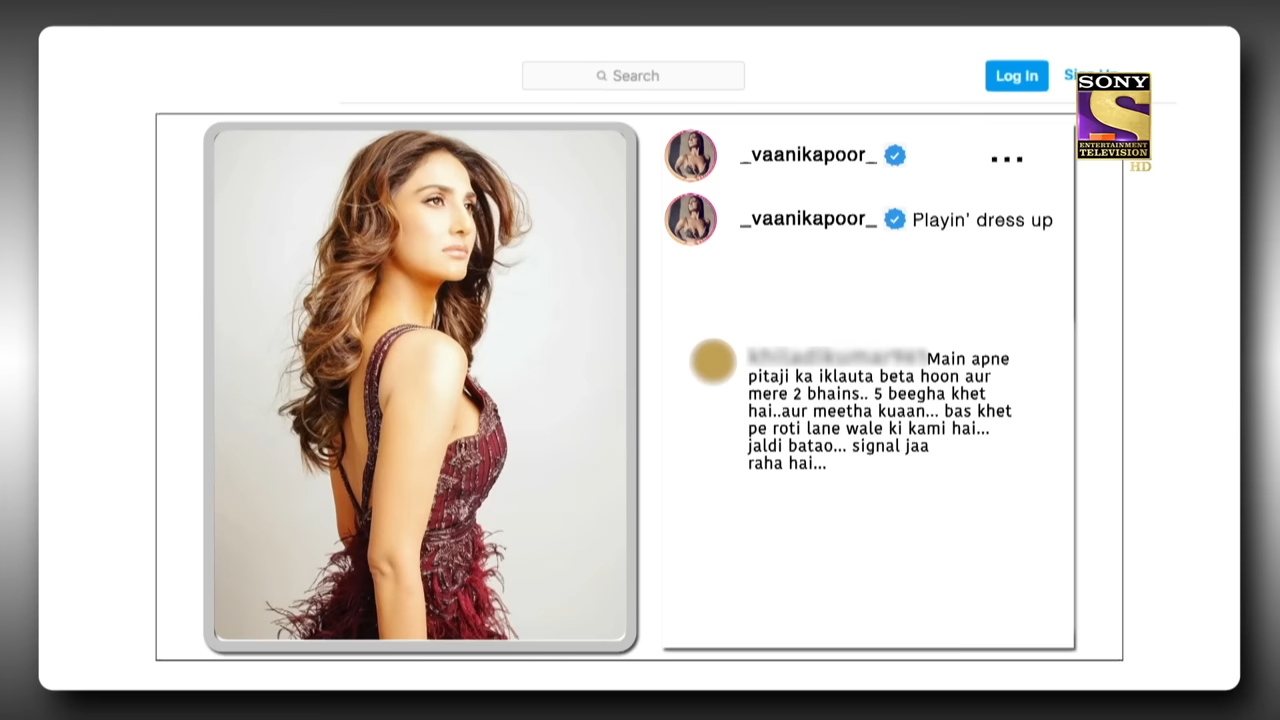 Search
Log In
SONY
ENTERTAINMENT
TELEVISION
HD
_vaanikapoor_
...
_vaanikapoor_ Playin' dress up
Main apne
pitaji ka iklauta beta hoon aur
mere 2 bhains.. 5 beegha khet
hai..aur meetha kuaan... bas khet
pe roti lane wale ki kami hai...
jaldi batao... signal jaa
raha hai...